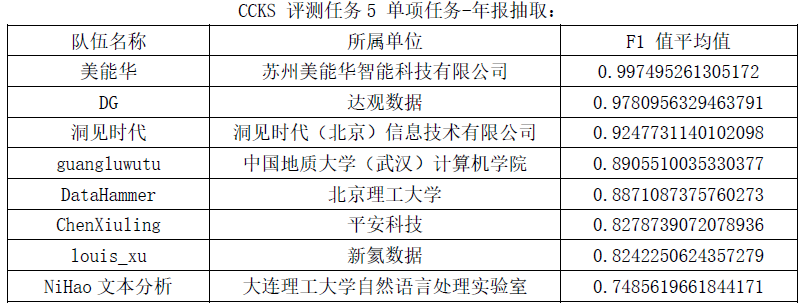 CCKS 评测任务5 单项任务-年报抽取:
队伍名称 所属单位 F1 值平均值
美能华 苏州美能华智能科技有限公司 0.997495261305172
DG 达观数据 0.9780956329463791
洞见时代 洞见时代（北京）信息技术有限公司 0.9247731140102098
guangluwutu 中国地质大学（武汉）计算机学院 0.8905510035330377
DataHammer 北京理工大学 0.8871087375760273
ChenXiuling 平安科技 0.8278739072078936
louis_xu 新氦数据 0.8242250624357279
NiHao文本分析 大连理工大学自然语言处理实验室 0.7485619661844171